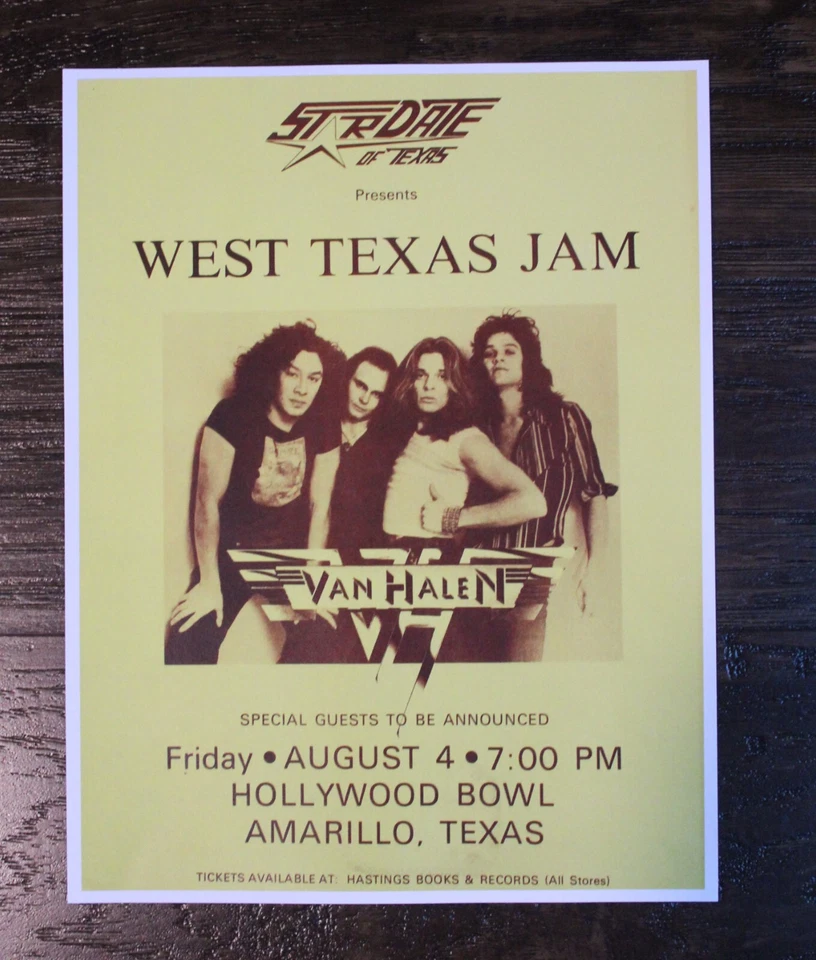 STARDATE
OF TEXAS
Presents
WEST TEXAS JAM
VAN HALEN
VH
SPECIAL GUESTS TO BE ANNOUNCED
Friday • AUGUST 4 • 7:00 PM
HOLLYWOOD BOWL
AMARILLO, TEXAS
TICKETS AVAILABLE AT: HASTINGS BOOKS & RECORDS (All Stores)